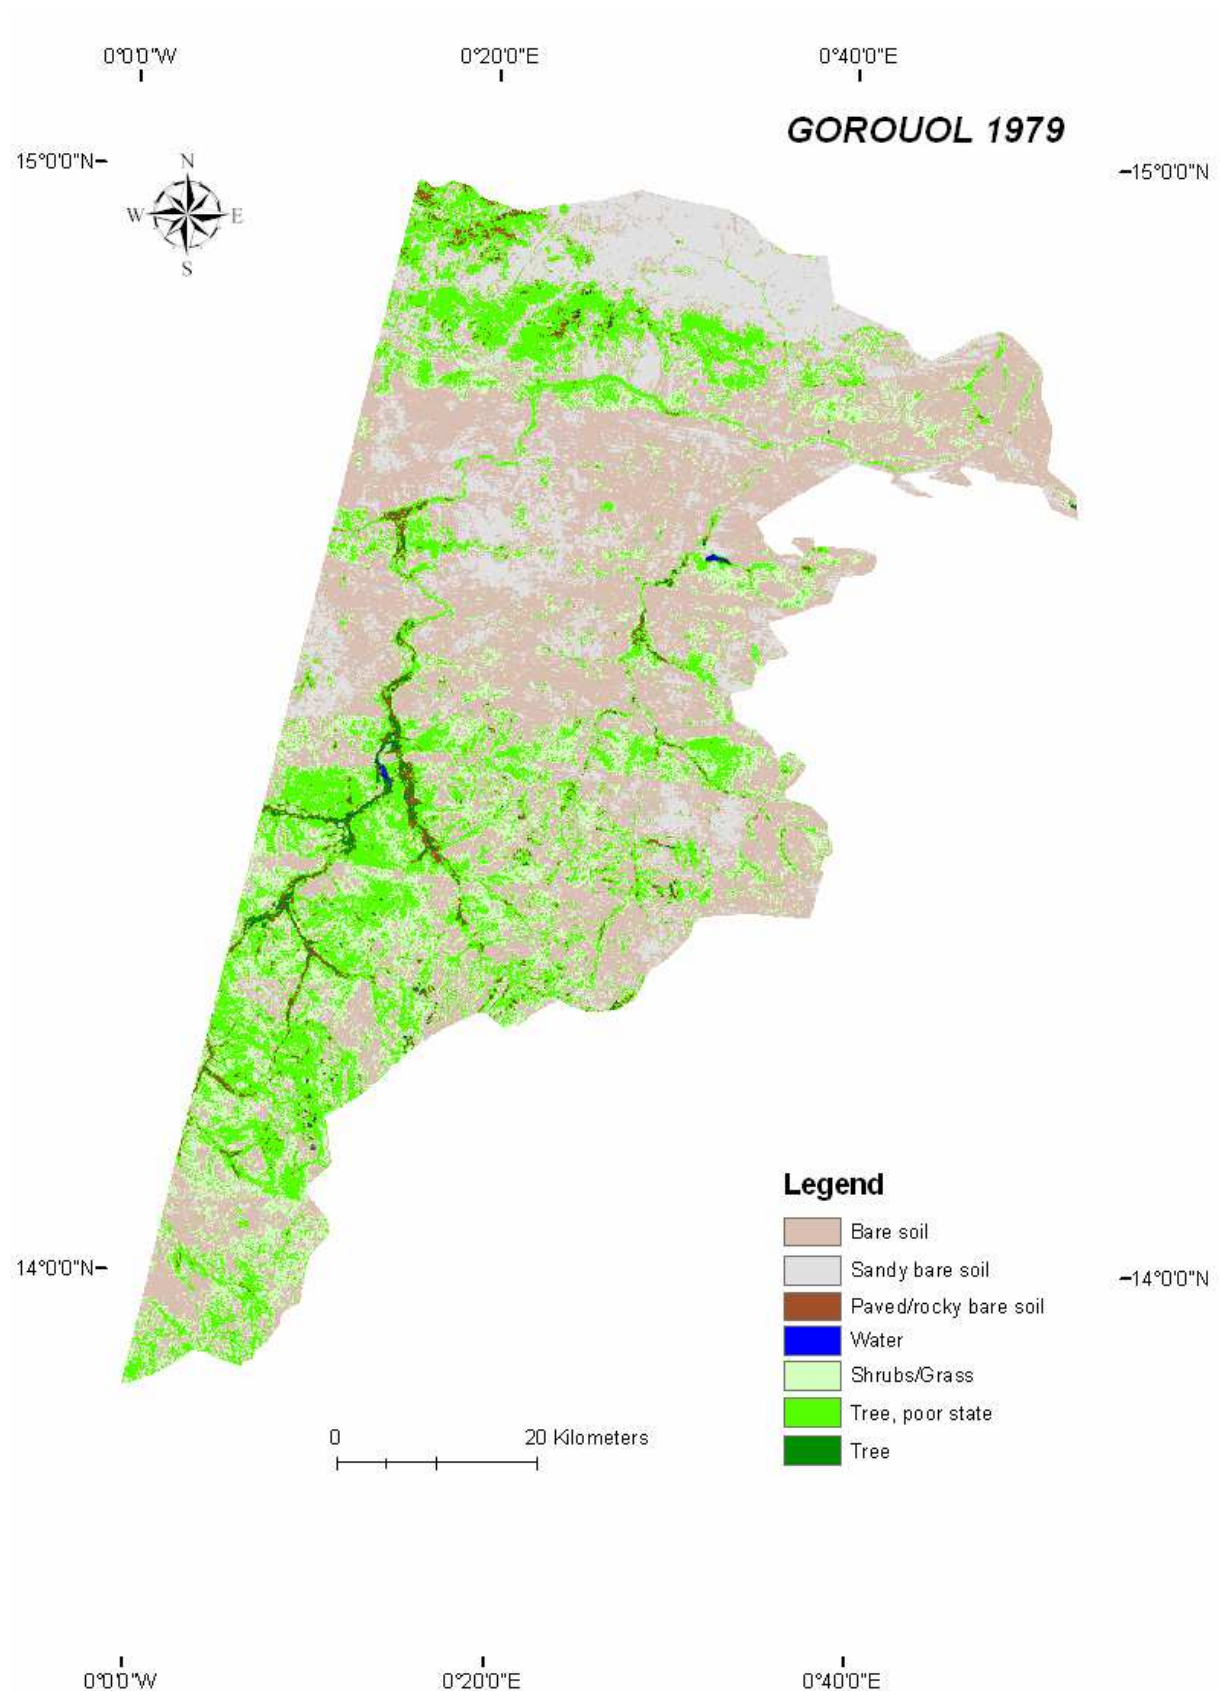 0°0'0"W 0°20'0"E 0°40'0"E
GOROUOL 1979
15°0'0"N
15°0'0"N
N
W E
S
Legend
Bare soil
Sandy bare soil
Paved/rocky bare soil
Water
Shrubs/Grass
Tree, poor state
Tree
14°0'0"N
14°0'0"N
0 20 Kilometers
0°0'0"W 0°20'0"E 0°40'0"E